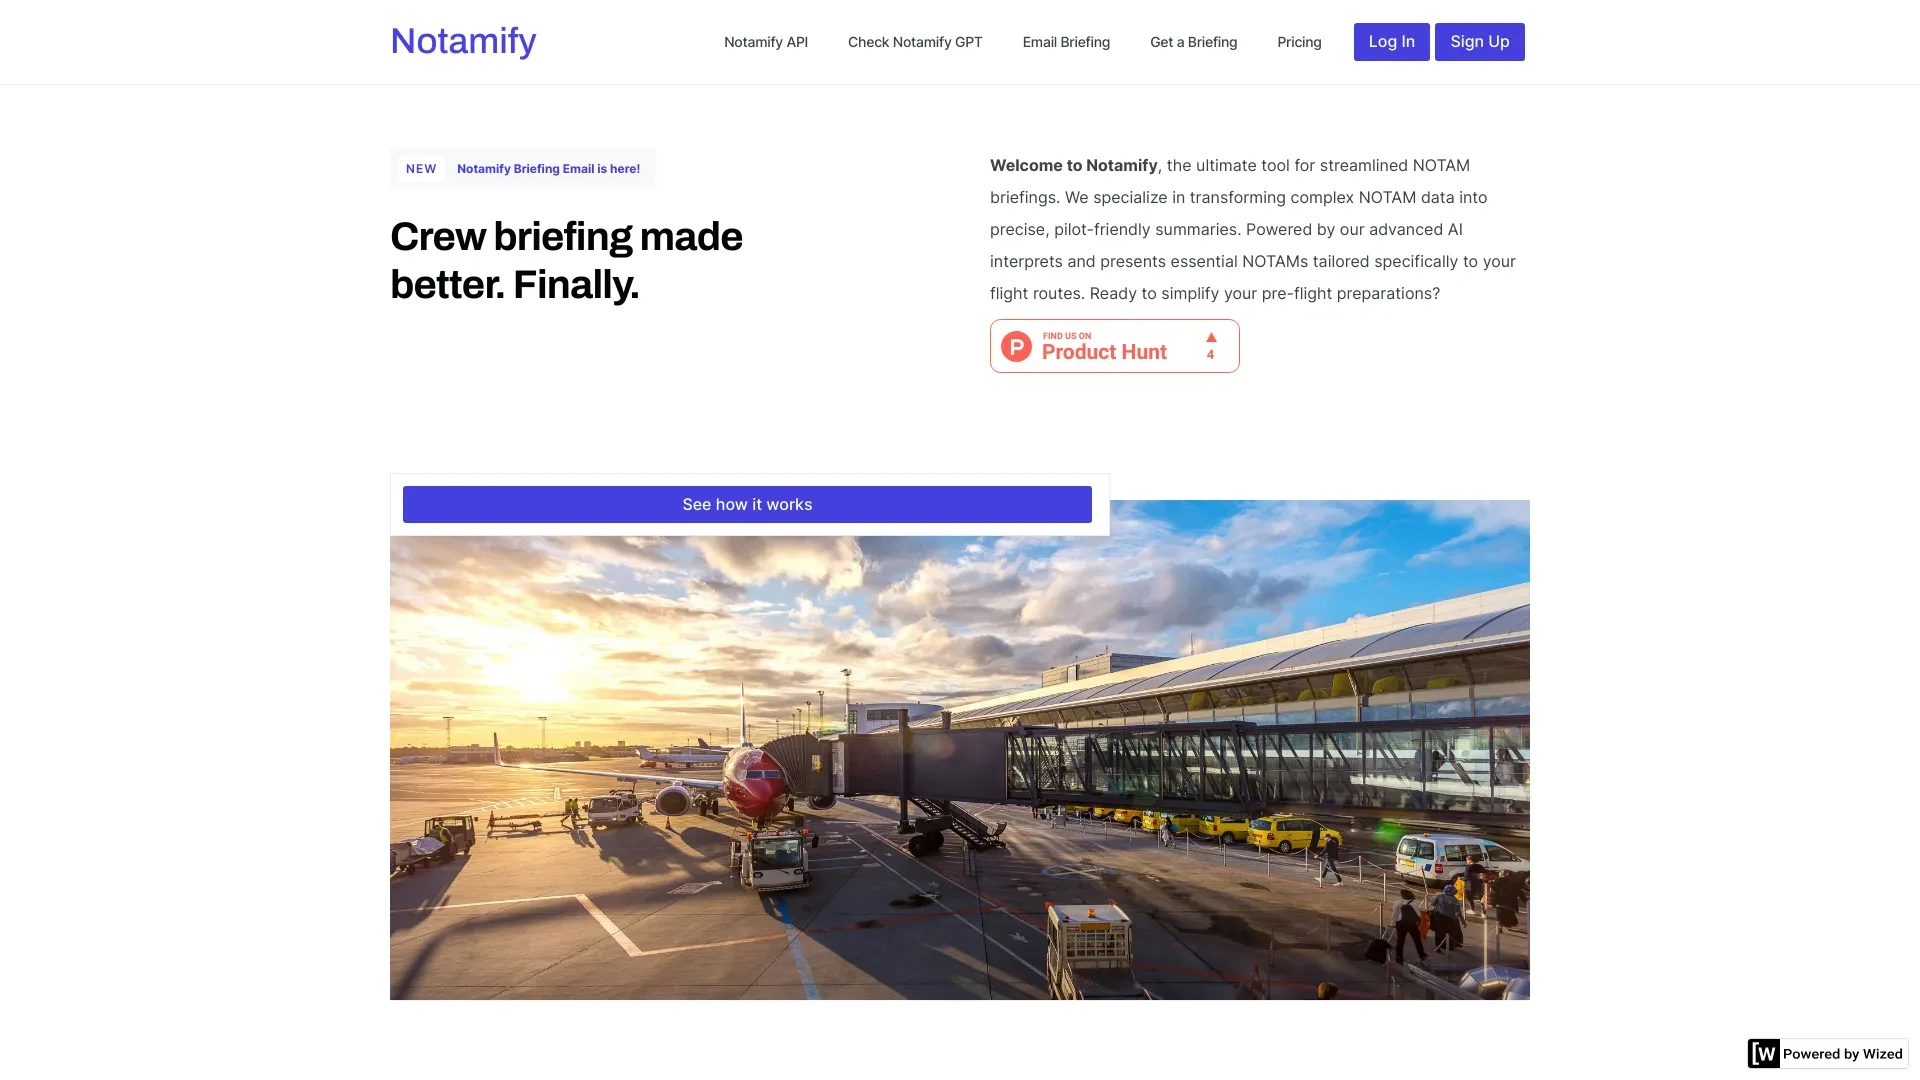 Notamify
Notamify API
Check Notamify GPT
Email Briefing
Get a Briefing
Pricing
Log In
Sign Up
NEW
Notamify Briefing Email is here!
Crew briefing made
better. Finally.
Welcome to Notamify, the ultimate tool for streamlined NOTAM
briefings. We specialize in transforming complex NOTAM data into
precise, pilot-friendly summaries. Powered by our advanced AI
interprets and presents essential NOTAMs tailored specifically to your
flight routes. Ready to simplify your pre-flight preparations?
P
FIND US ON
Product Hunt
▲
4
See how it works
[W
Powered by Wized